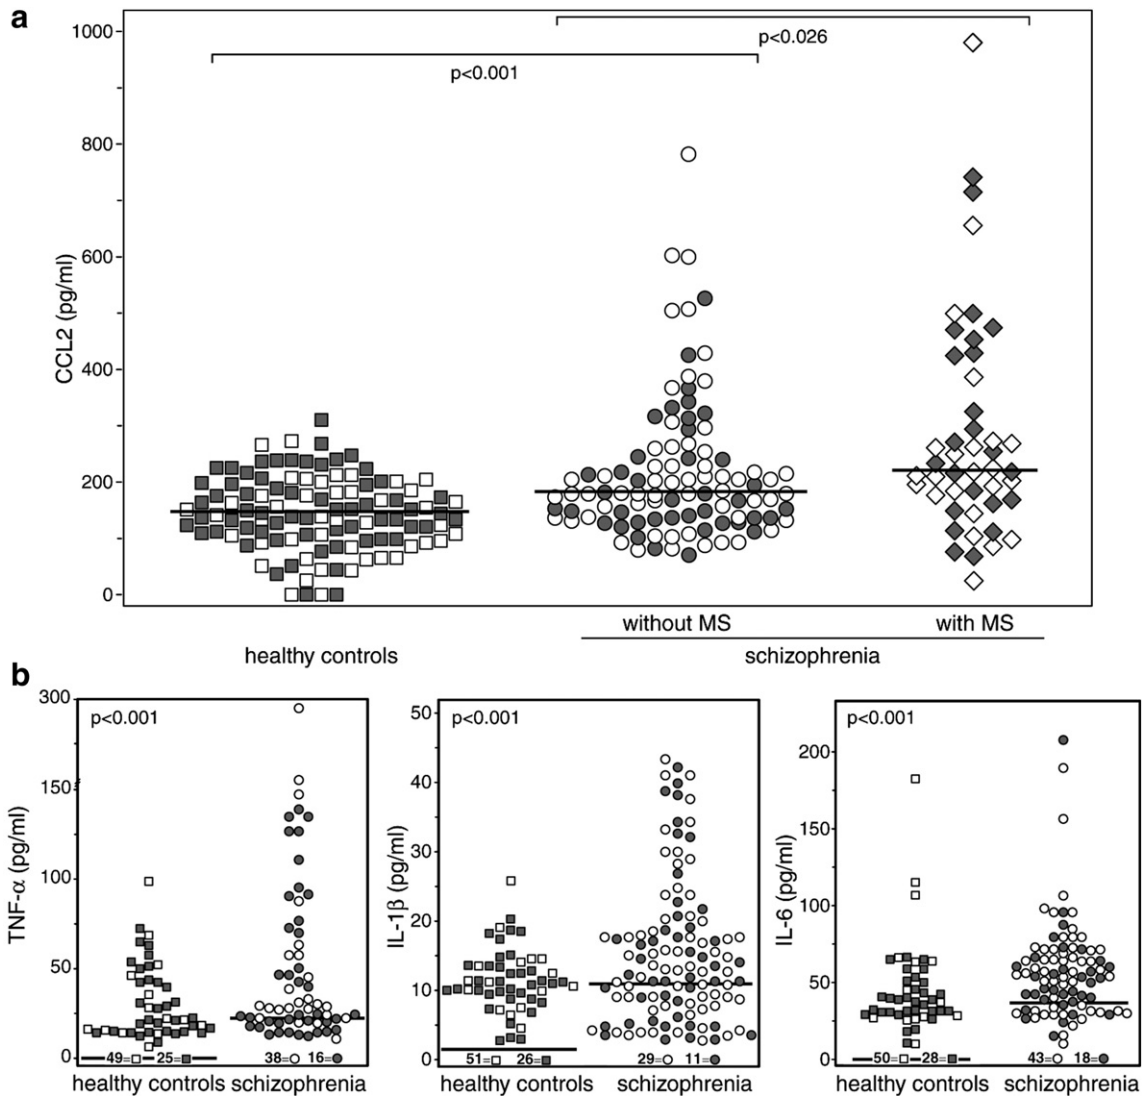 a
1000
800
600
400
200
0
CCL2 (pg/ml)
p<0.026
p<0.001
without MS with MS
healthy controls schizophrenia
b
300
150
100
50
0
TNF-α (pg/ml)
p<0.001
49= 25= 38= 16=
healthy controls schizophrenia
50
40
30
20
10
0
IL-1β (pg/ml)
p<0.001
51= 26= 29= 11=
healthy controls schizophrenia
200
150
100
50
0
IL-6 (pg/ml)
p<0.001
50= 28= 43= 18=
healthy controls schizophrenia